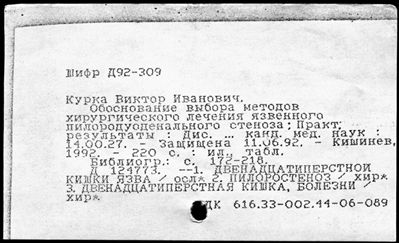 Шифр Д92-309
Курка Виктор Иванович.
Обоснование выбора методов
хирургического лечения язвенного
пилородуоденального стеноза; Практ.
результаты : Дис. ... канд. мед. наук :
14.00.27. - Защищена 11.06.92. - Кишинев,
1992. - 220 с. : ил., табл.
Библиогр.: с. 172-218.
Д 124773. --1. ДВЕНАДЦАТИПЕРСТНОЙ
КИШКИ ЯЗВА / осл* 2. ПИЛОРОСТЕНОЗ / хир*
3. ДВЕНАДЦАТИПЕРСТНАЯ КИШКА, БОЛЕЗНИ /
хир*
УДК 616.33-002.44-06-089